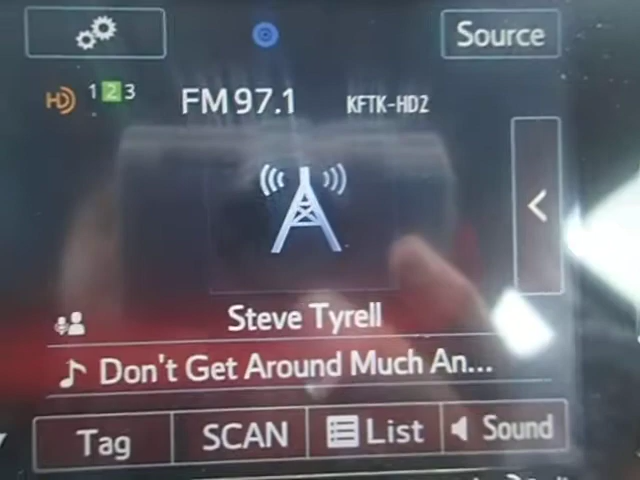 Source
HD 1 2 3 FM 97.1 KFTK-HD2
Steve Tyrell
Don't Get Around Much An...
Tag SCAN List Sound